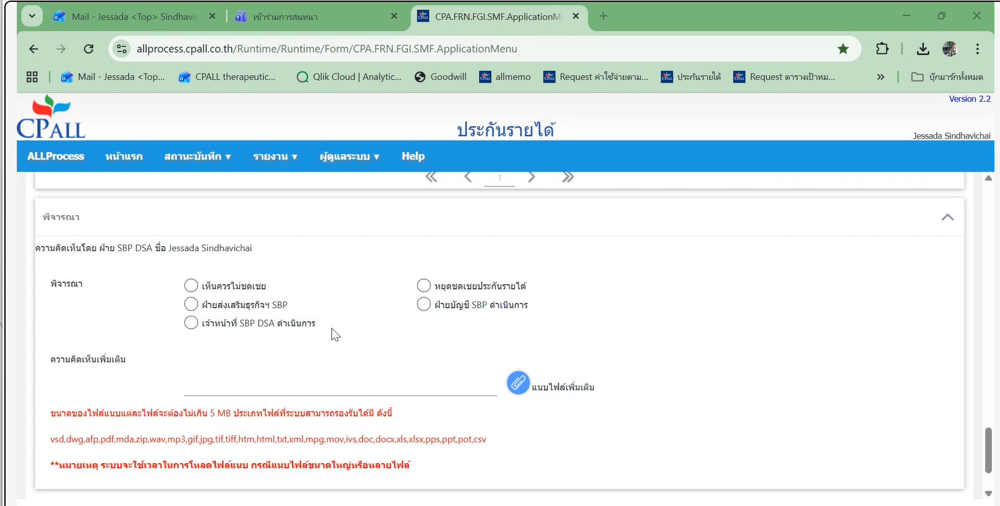 Mail - Jessada <Top> Sindhavic
เข้าร่วมการสนทนา
CPA.FRN.FGI.SMF.ApplicationM
allprocess.cpall.co.th/Runtime/Runtime/Form/CPA.FRN.FGI.SMF.ApplicationMenu
Mail - Jessada <Top... CPALL therapeutic... Qlik Cloud | Analytic... Goodwill allmemo Request ค่าใช้จ่ายตาม... ประกันรายได้ Request ตารางเป้าหม... บุ๊กมาร์กทั้งหมด
Version 2.2
CPALL
ประกันรายได้
Jessada Sindhavichai
ALLProcess หน้าแรก สถานะบันทึก ▼ รายงาน ▼ ผู้ดูแลระบบ ▼ Help
1
พิจารณา
ความคิดเห็นโดย ฝ่าย SBP DSA ชื่อ Jessada Sindhavichai
พิจารณา
เห็นควรไม่ชดเชย หยุดชดเชยประกันรายได้
ฝ่ายส่งเสริมธุรกิจฯ SBP ฝ่ายบัญชี SBP ดำเนินการ
เจ้าหน้าที่ SBP DSA ดำเนินการ
ความคิดเห็นเพิ่มเติม
แนบไฟล์เพิ่มเติม
ขนาดของไฟล์แนบแต่ละไฟล์จะต้องไม่เกิน 5 MB ประเภทไฟล์ที่ระบบสามารถรองรับได้มี ดังนี้
vsd,dwg,afp,pdf,mda,zip,wav,mp3,gif,jpg,tif,tiff,htm,html,txt,xml,mpg,mov,ivs,doc,docx,xls,xlsx,pps,ppt,pot,csv
**หมายเหตุ ระบบจะใช้เวลาในการโหลดไฟล์แนบ กรณีแนบไฟล์ขนาดใหญ่หรือหลายไฟล์